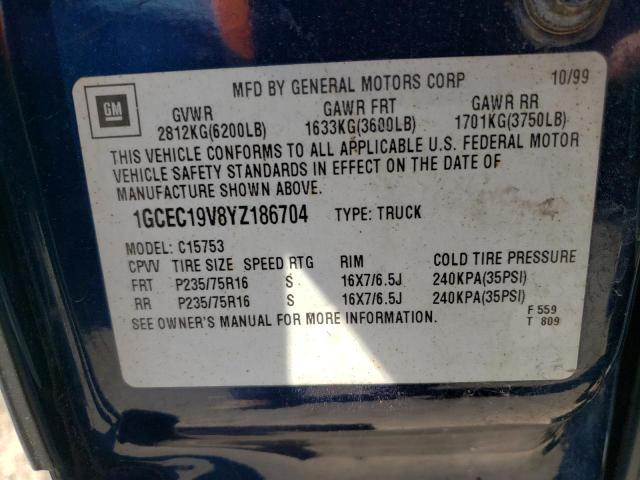 MFD BY GENERAL MOTORS CORP 10/99
GM
GVWR GAWR FRT GAWR RR
2812KG(6200LB) 1633KG(3600LB) 1701KG(3750LB)
THIS VEHICLE CONFORMS TO ALL APPLICABLE U.S. FEDERAL MOTOR
VEHICLE SAFETY STANDARDS IN EFFECT ON THE DATE OF
MANUFACTURE SHOWN ABOVE.
1GCEC19V8YZ186704 TYPE: TRUCK
MODEL: C15753
CPVV TIRE SIZE SPEED RTG RIM COLD TIRE PRESSURE
FRT P235/75R16 S 16X7/6.5J 240KPA(35PSI)
RR P235/75R16 S 16X7/6.5J 240KPA(35PSI)
SEE OWNER'S MANUAL FOR MORE INFORMATION.
F 559
T 809